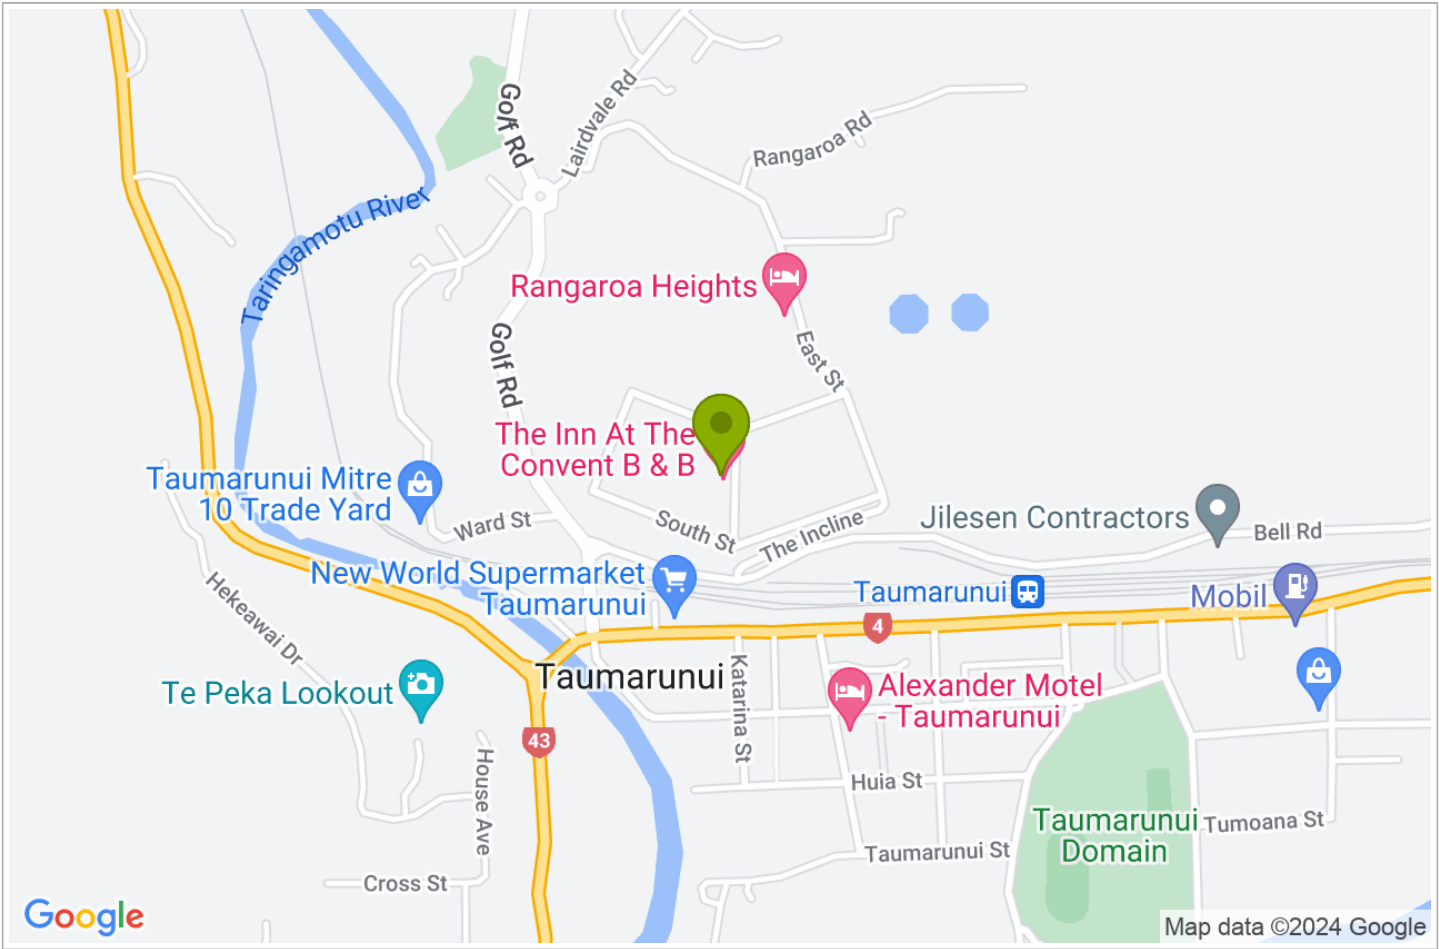 Golf Rd
Lairdvale Rd
Rangaroa Rd
Taringamotu River
Rangaroa Heights
East St
Golf Rd
The Inn At The
Convent B & B
Taumarunui Mitre
10 Trade Yard
Ward St
South St
The Incline
Jilesen Contractors
Bell Rd
New World Supermarket
Taumarunui
Taumarunui
Mobil
Hekeawai Dr
4
Te Peka Lookout
Taumarunui
Katarina St
Alexander Motel
- Taumarunui
43
House Ave
Huia St
Taumarunui
Domain
Tumoana St
Taumarunui St
Cross St
Google
Map data ©2024 Google